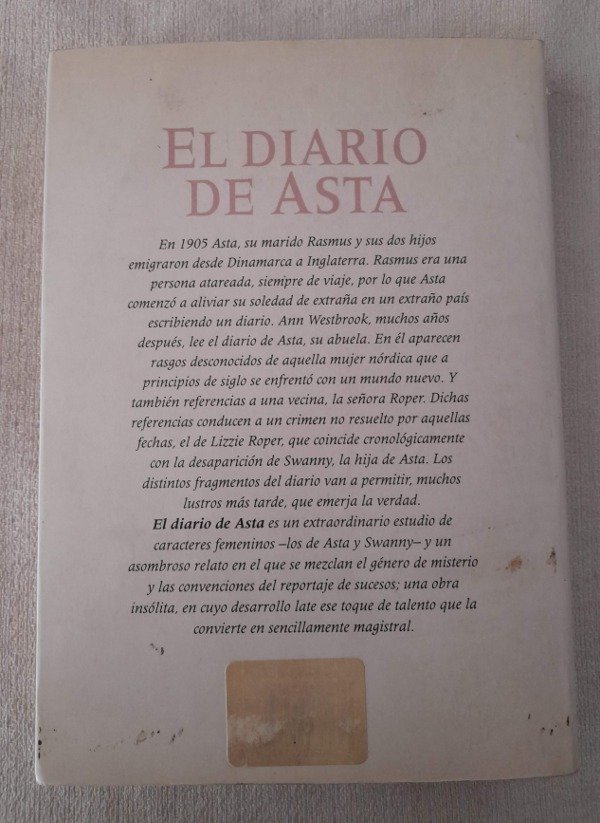 EL DIARIO
DE ASTA
En 1905 Asta, su marido Rasmus y sus dos hijos
emigraron desde Dinamarca a Inglaterra. Rasmus era una
persona atareada, siempre de viaje, por lo que Asta
comenzó a aliviar su soledad de extraña en un extraño país
escribiendo un diario. Ann Westbrook, muchos años
después, lee el diario de Asta, su abuela. En él aparecen
rasgos desconocidos de aquella mujer nórdica que a
principios de siglo se enfrentó con un mundo nuevo. Y
también referencias a una vecina, la señora Roper. Dichas
referencias conducen a un crimen no resuelto por aquellas
fechas, el de Lizzie Roper, que coincide cronológicamente
con la desaparición de Swanny, la hija de Asta. Los
distintos fragmentos del diario van a permitir, muchos
lustros más tarde, que emerja la verdad.
El diario de Asta es un extraordinario estudio de
caracteres femeninos –los de Asta y Swanny– y un
asombroso relato en el que se mezclan el género de misterio
y las convenciones del reportaje de sucesos; una obra
insólita, en cuyo desarrollo late ese toque de talento que la
convierte en sencillamente magistral.